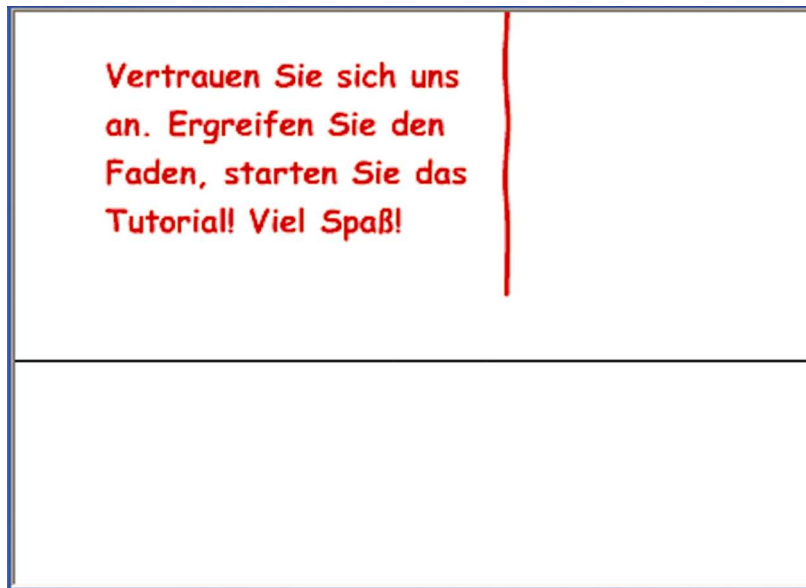 Vertrauen Sie sich uns
an. Ergreifen Sie den
Faden, starten Sie das
Tutorial! Viel Spaß!